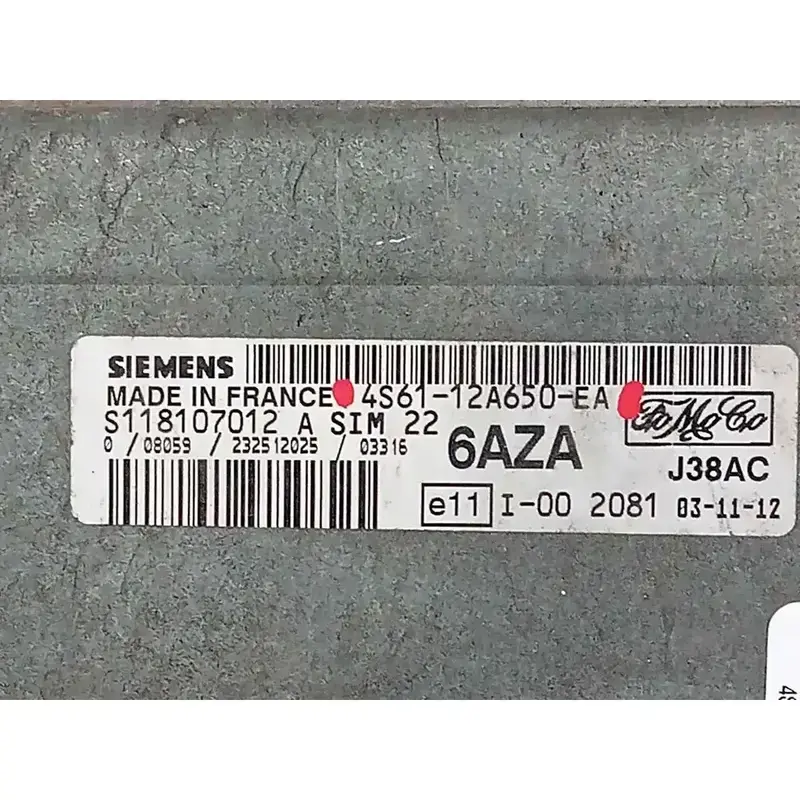 SIEMENS
MADE IN FRANCE 4S61-12A650-EA
S118107012 A SIM 22
FoMoCo
0 / 08059 / 232512025 / 03316
6AZA
J38AC
e11 I-00 2081 03-11-12